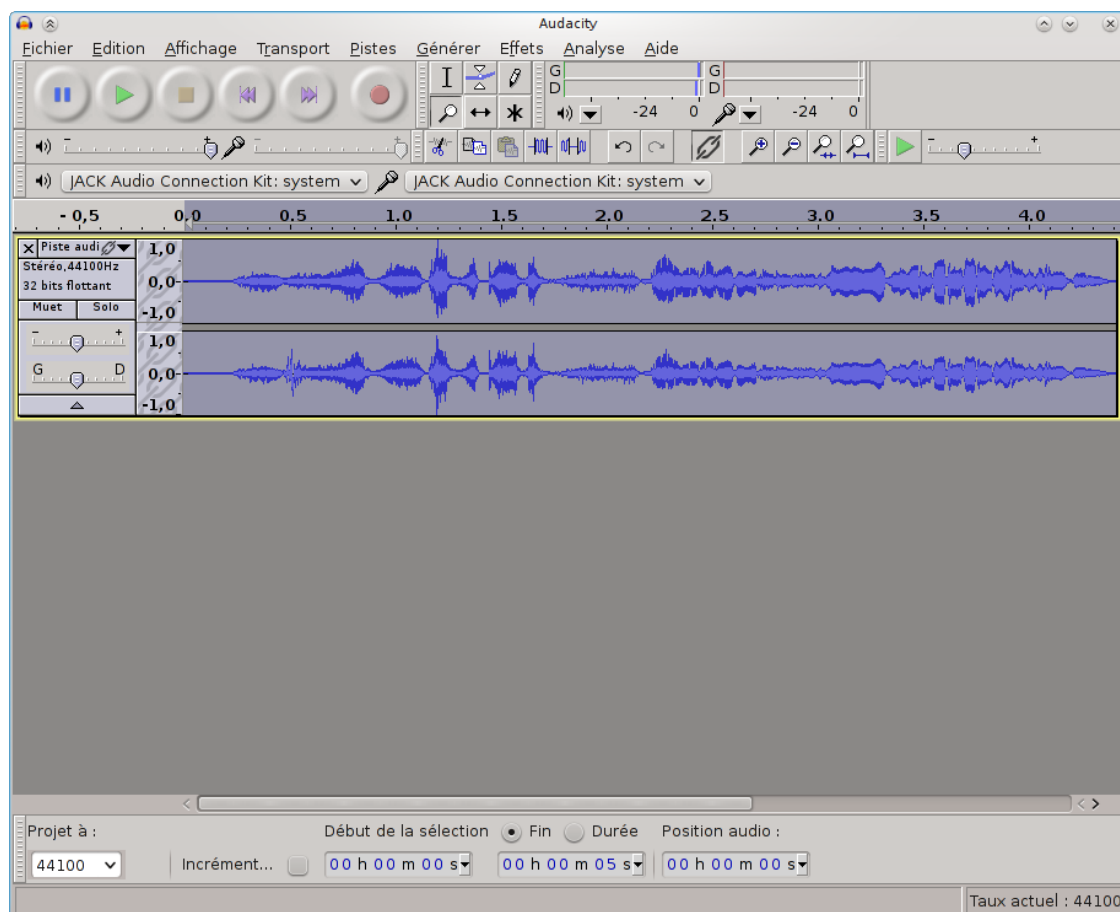 Audacity
Fichier Edition Affichage Transport Pistes Générer Effets Analyse Aide
G
D
-24 0
G
D
-24 0
- + - + - +
JACK Audio Connection Kit: system JACK Audio Connection Kit: system
- 0,5 0,0 0.5 1.0 1.5 2.0 2.5 3.0 3.5 4.0
Piste audi
Stéréo,44100Hz
32 bits flottant
Muet Solo
- +
G D
1,0
0,0
-1,0
1,0
0,0
-1,0
Projet à : Début de la sélection Fin Durée Position audio :
44100 Incrément... 00 h 00 m 00 s 00 h 00 m 05 s 00 h 00 m 00 s
Taux actuel : 44100